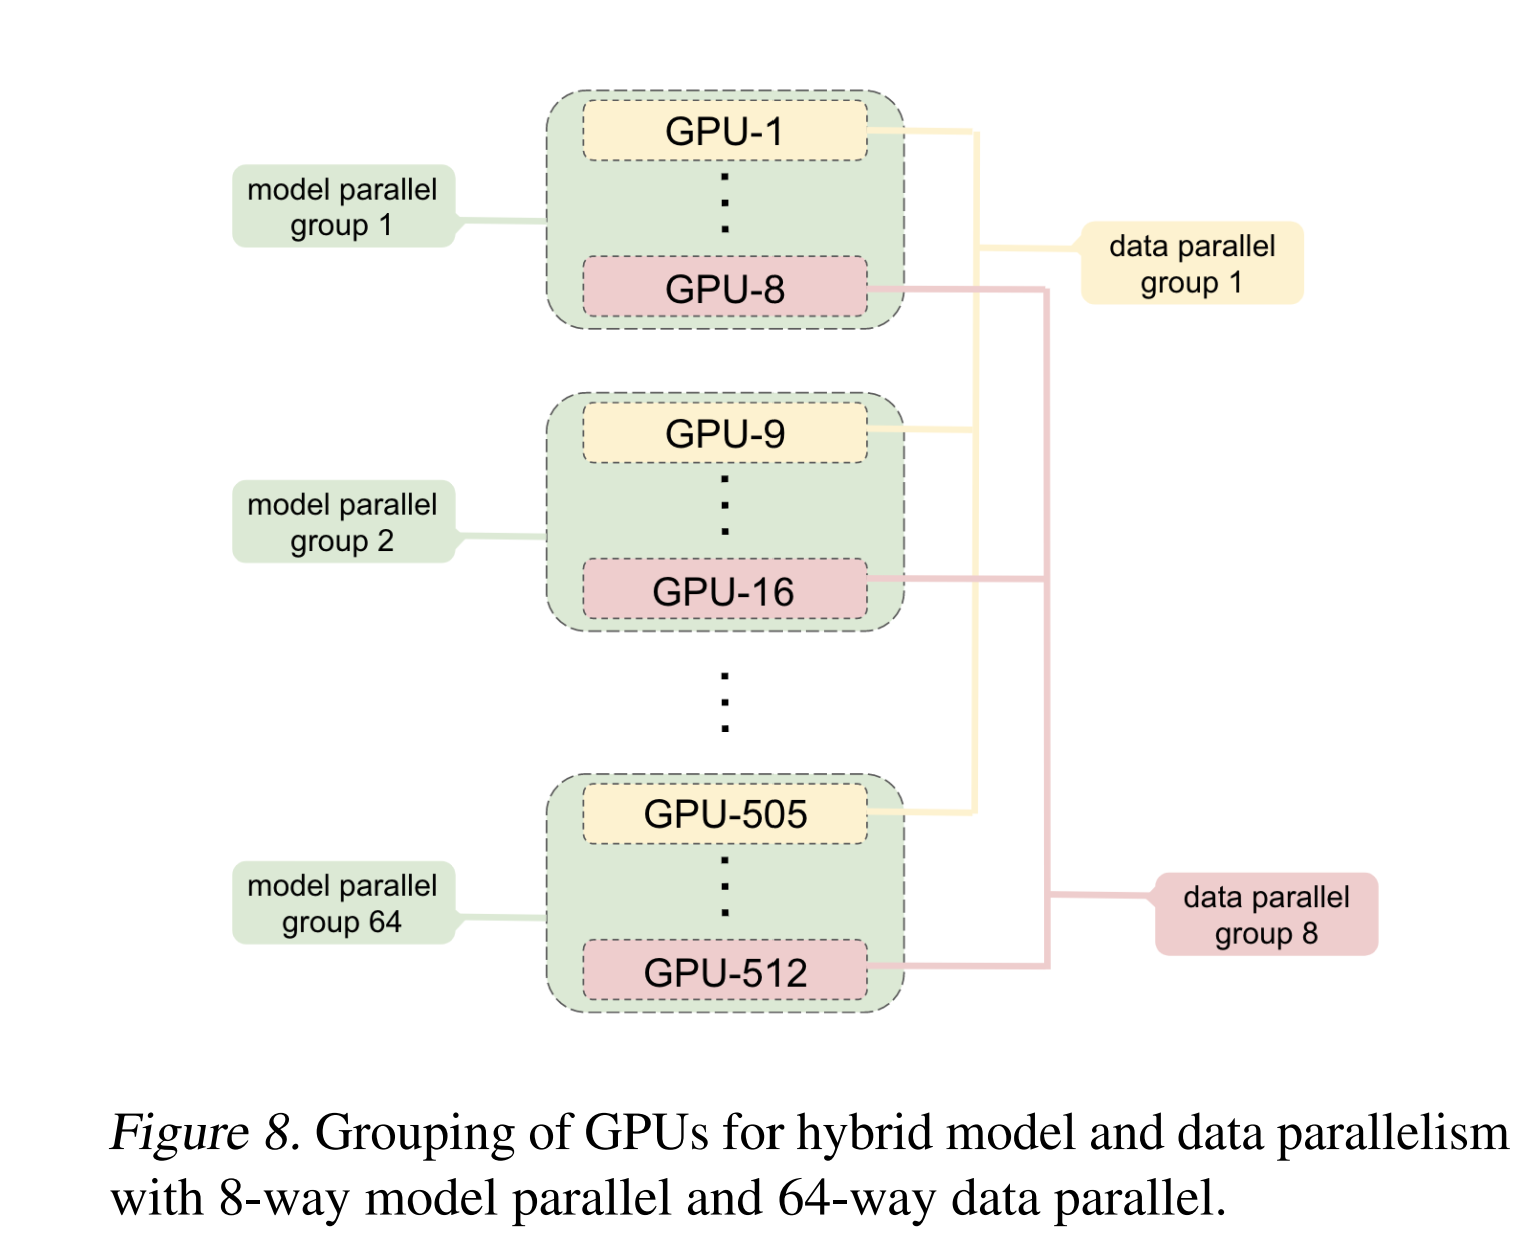 GPU-1
model parallel
group 1
data parallel
group 1
GPU-8
GPU-9
model parallel
group 2
GPU-16
GPU-505
model parallel
group 64
data parallel
group 8
GPU-512
Figure 8. Grouping of GPUs for hybrid model and data parallelism
with 8-way model parallel and 64-way data parallel.